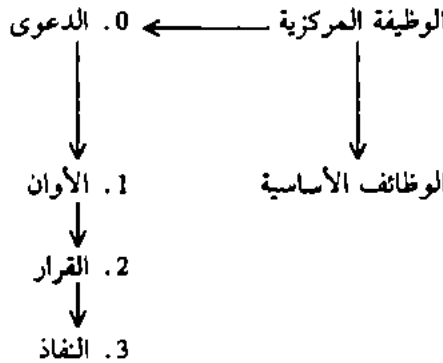 الوظيفة المركزية
0. الدعوى
الوظائف الأساسية
1. الأوان
2. القرار
3. النفاذ